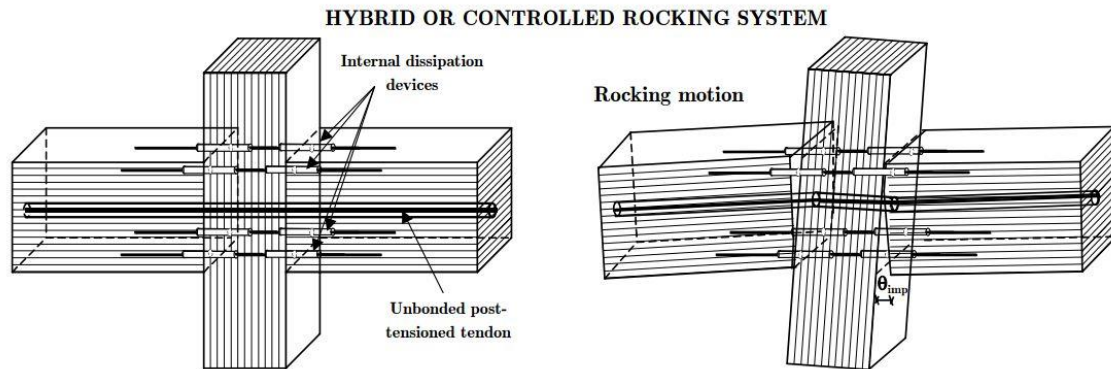 HYBRID OR CONTROLLED ROCKING SYSTEM
Internal dissipation
devices
Unbonded post-
tensioned tendon
Rocking motion
θimp